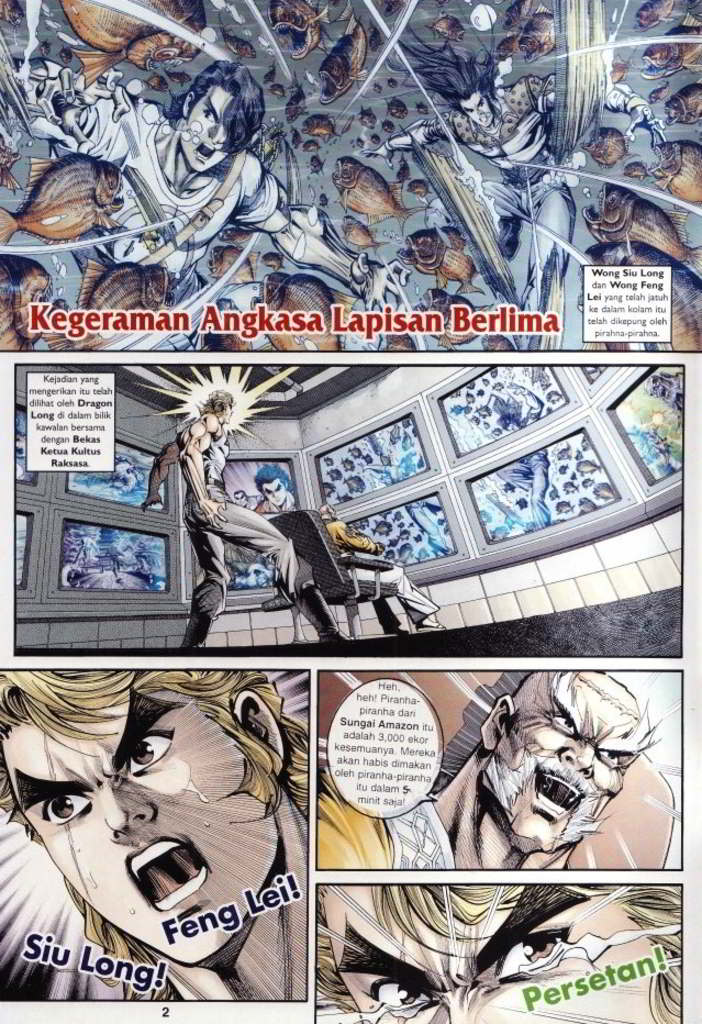 Wong Siu Long
dan Wong Feng
Lei yang telah jatuh
ke dalam kolam itu
telah dikepung oleh
pirahna-pirahna.
Kegeraman Angkasa Lapisan Berlima
Kejadian yang
mengerikan itu telah
dilihat oleh Dragon
Long di dalam bilik
kawalan bersama
dengan Bekas
Ketua Kultus
Raksasa.
Feng Lei!
Siu Long!
Heh,
heh! Piranha-
piranha dari
Sungai Amazon itu
adalah 3,000 ekor
kesemuanya. Mereka
akan habis dimakan
oleh piranha-piranha
itu dalam 5
minit saja!
Persetan!
2